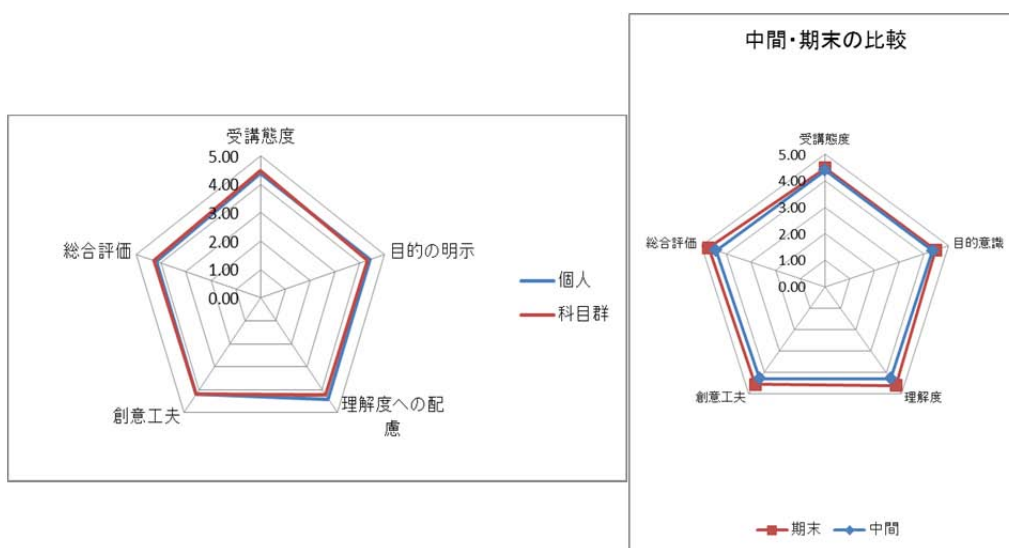 受講態度
5.00
4.00
3.00
2.00
1.00
0.00
総合評価
目的の明示
創意工夫
理解度への配
慮
個人
科目群
中間・期末の比較
受講態度
5.00
4.00
3.00
2.00
1.00
0.00
総合評価
目的意識
創意工夫
理解度
期末
中間